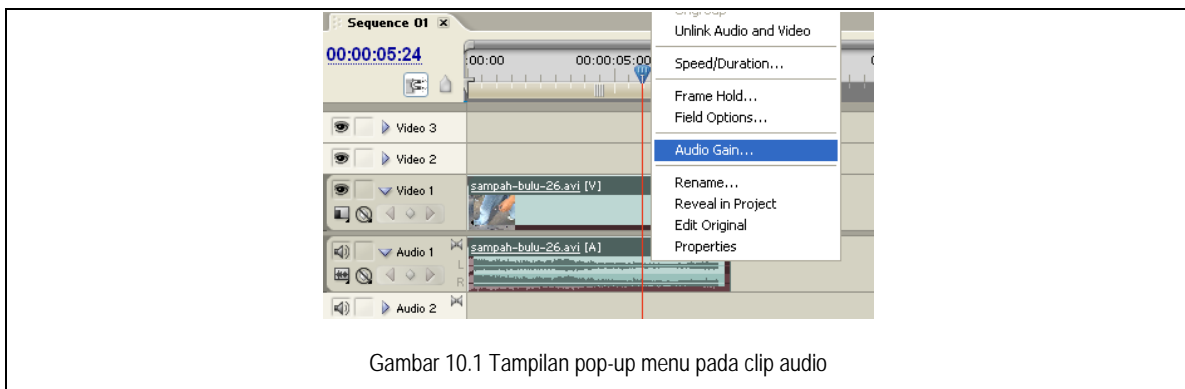 Sequence 01
Ungroup
Unlink Audio and Video
00:00:05:24
:00:00
00:00:05:00
Speed/Duration...
Frame Hold...
Field Options...
Video 3
Audio Gain...
Video 2
Video 1
sampah-bulu-26.avi [V]
Rename...
Reveal in Project
Edit Original
Properties
Audio 1
sampah-bulu-26.avi [A]
L
R
Audio 2
Gambar 10.1 Tampilan pop-up menu pada clip audio